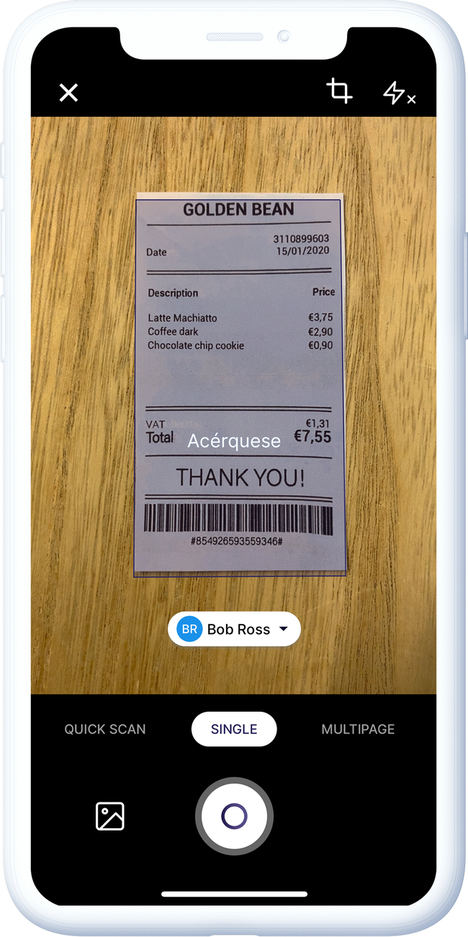 GOLDEN BEAN
3110899603
Date 15/01/2020
Description Price
Latte Machiatto €3,75
Coffee dark €2,90
Chocolate chip cookie €0,90
VAT €1,31
Total €7,55
Acérquese
THANK YOU!
#854926593559346#
BR Bob Ross
QUICK SCAN SINGLE MULTIPAGE